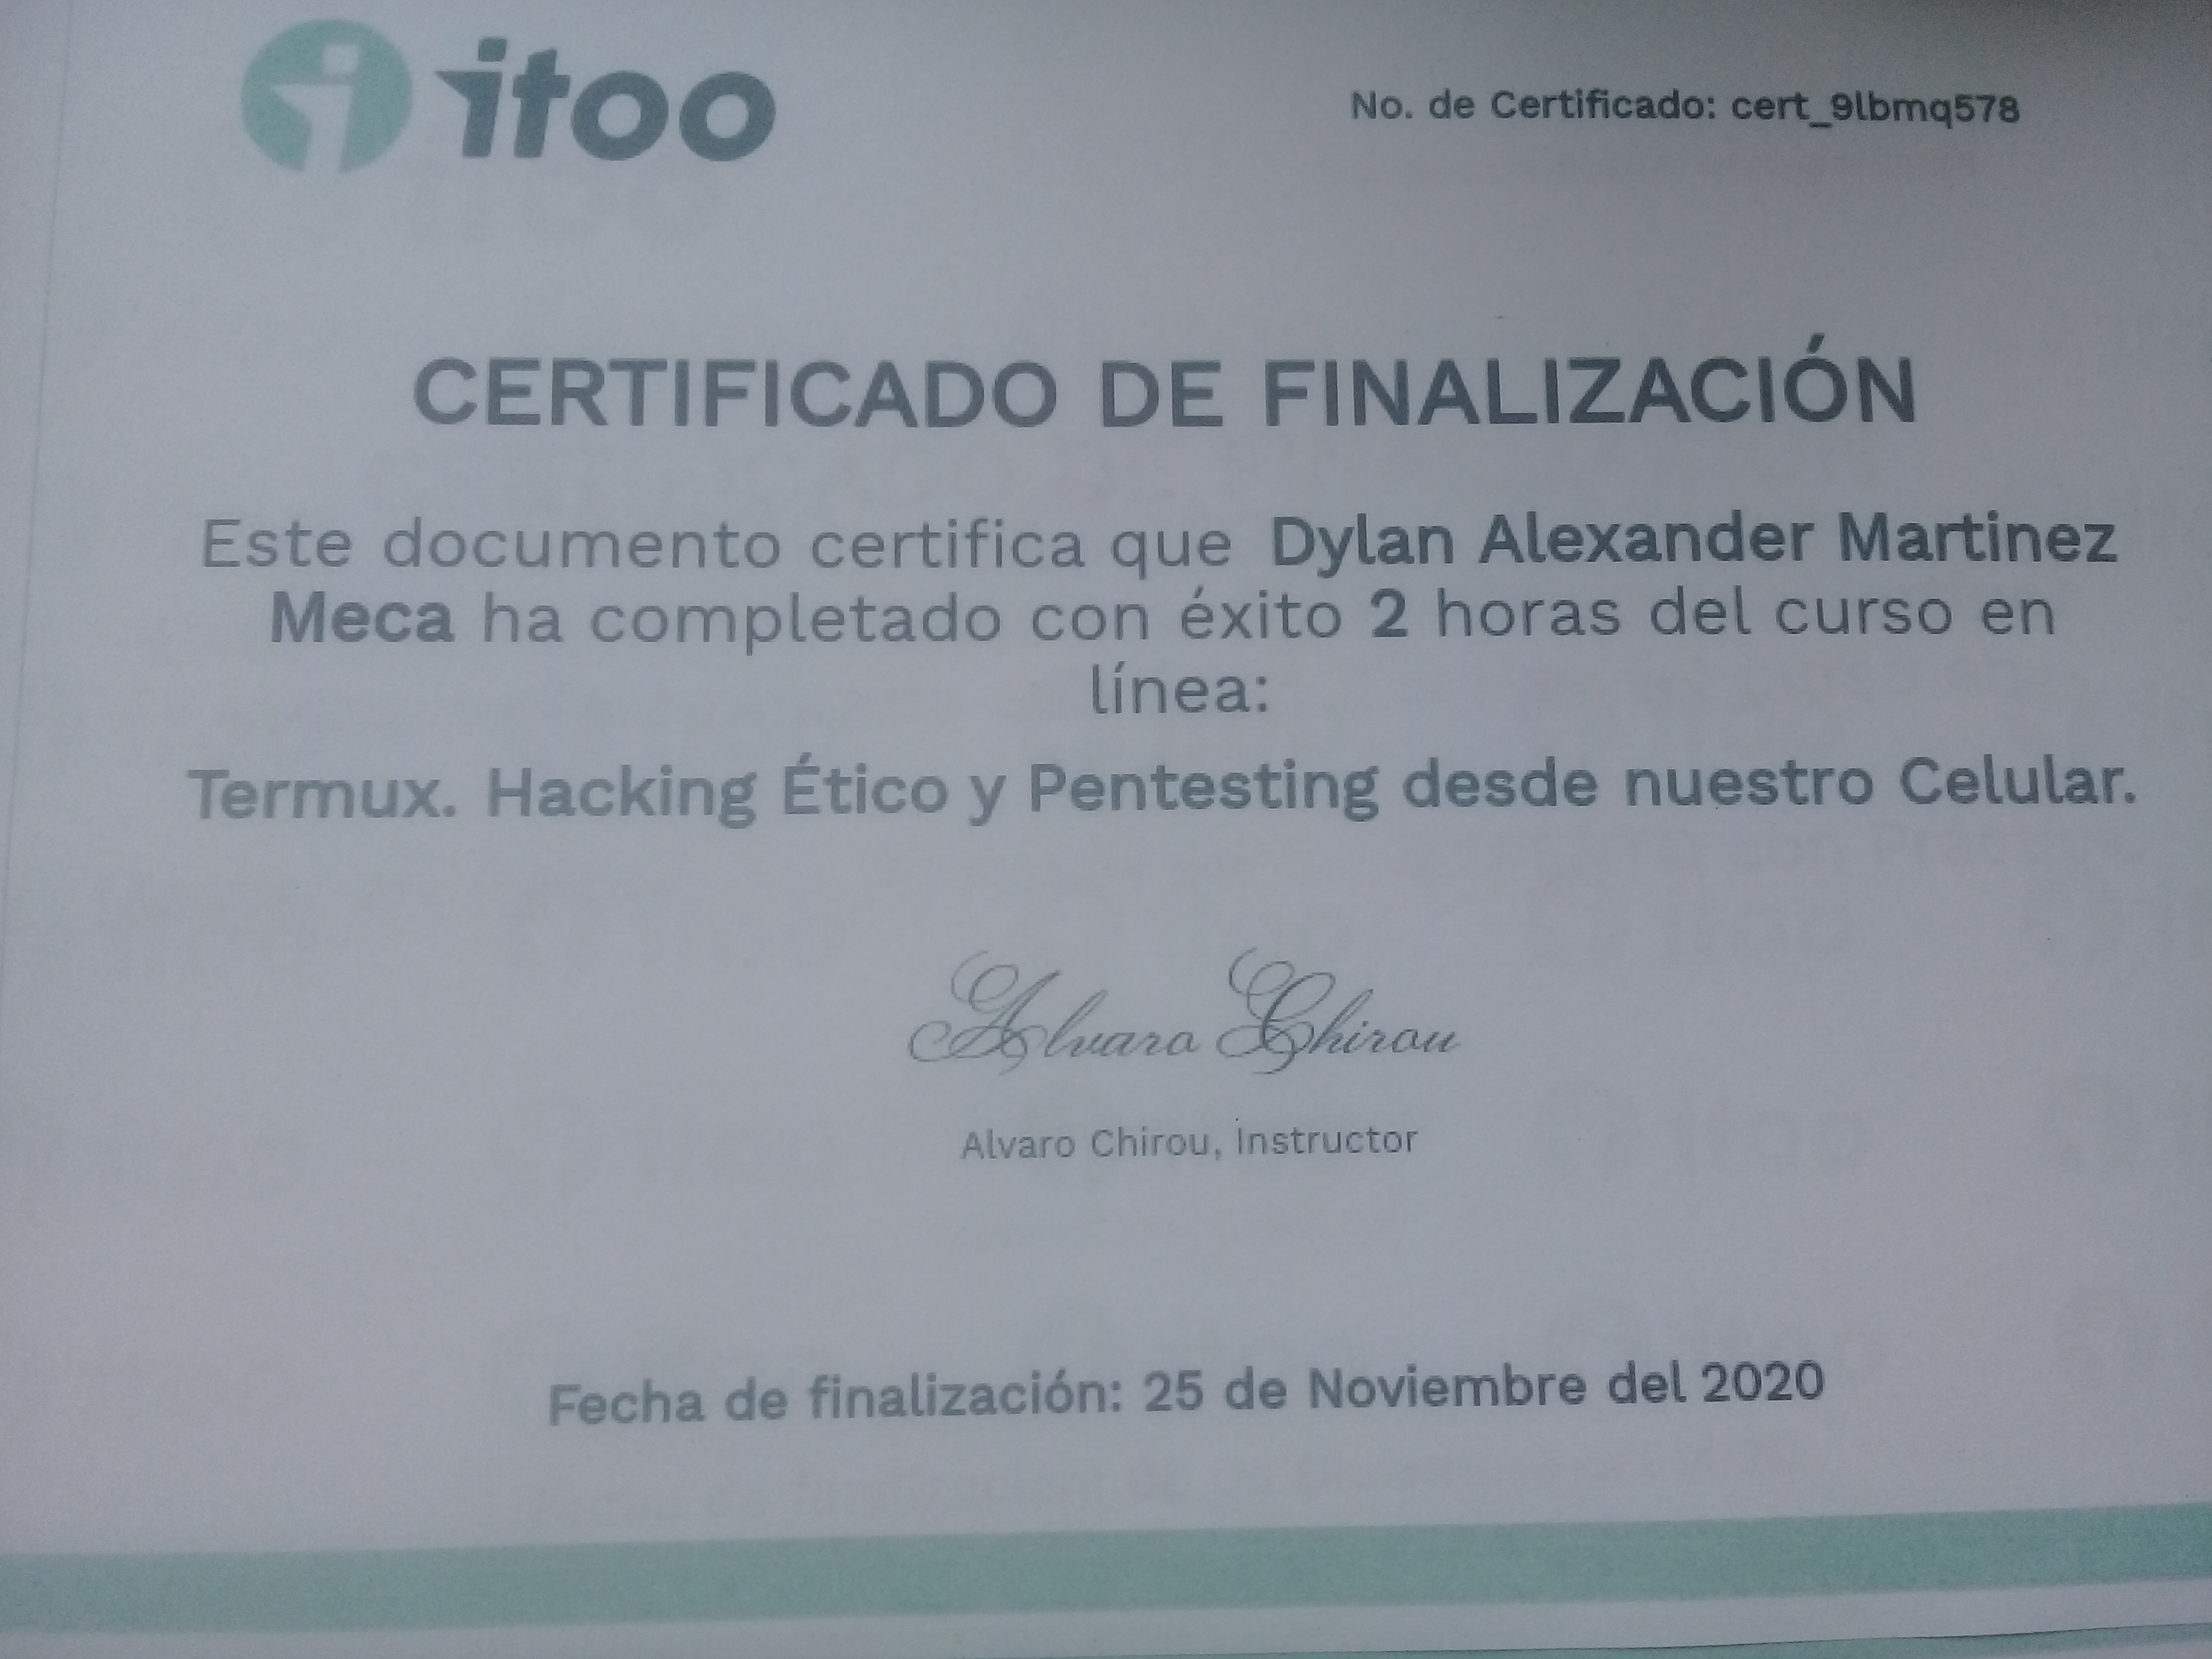 itoo
No. de Certificado: cert_9lbmq578
CERTIFICADO DE FINALIZACIÓN
Este documento certifica que Dylan Alexander Martinez
Meca ha completado con éxito 2 horas del curso en
línea:
Termux. Hacking Ético y Pentesting desde nuestro Celular.
Alvaro Chirou
Alvaro Chirou, Instructor
Fecha de finalización: 25 de Noviembre del 2020